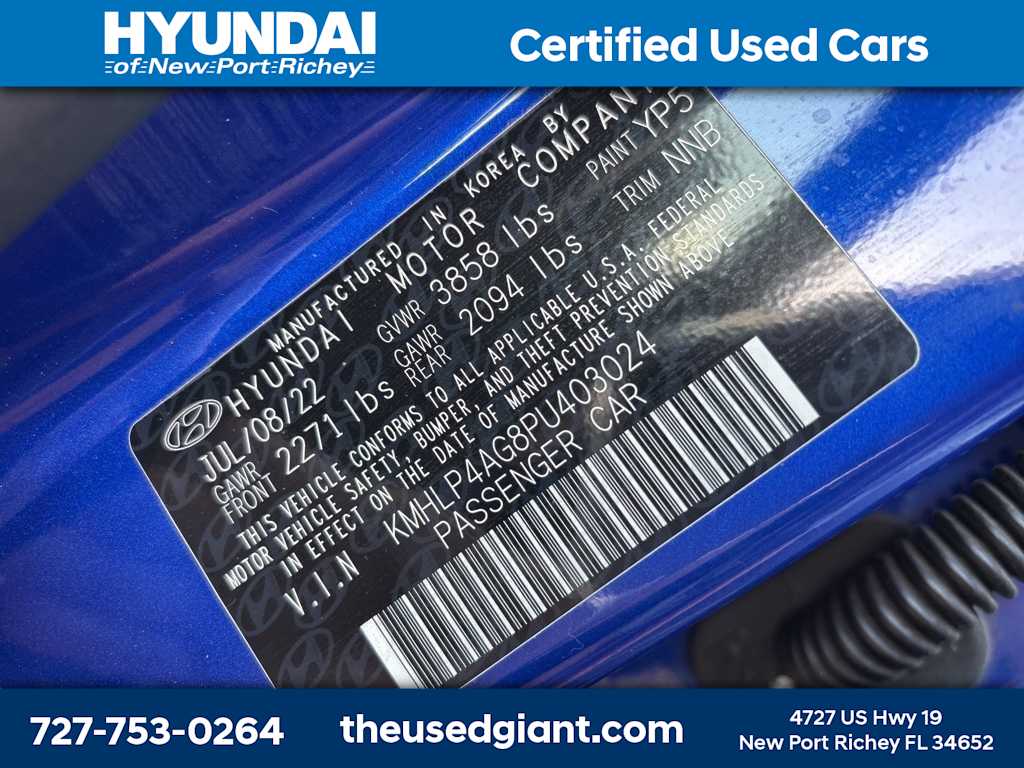 HYUNDAI
of New Port Richey
Certified Used Cars
MANUFACTURED IN KOREA BY
HYUNDAI MOTOR COMPANY
JUL/08/22 GVWR 3858 lbs PAINT YP5
GAWR FRONT 2271 lbs GAWR REAR 2094 lbs TRIM NNB
THIS VEHICLE CONFORMS TO ALL APPLICABLE U.S.A. FEDERAL
MOTOR VEHICLE SAFETY, BUMPER AND THEFT PREVENTION STANDARDS
IN EFFECT ON THE DATE OF MANUFACTURE SHOWN ABOVE
V.I.N KMHLP4AG8PU403024
PASSENGER CAR
727-753-0264
theusedgiant.com
4727 US Hwy 19
New Port Richey FL 34652